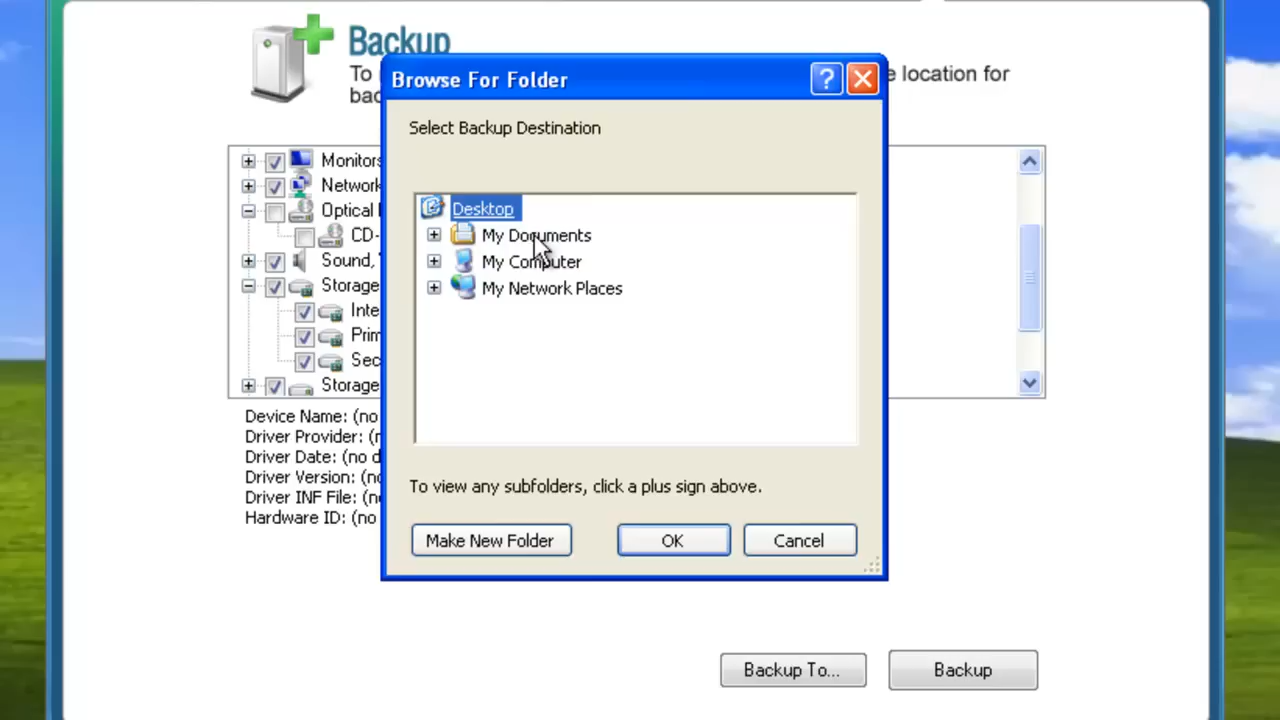 Backup
To
e location for
bac
Browse For Folder
Select Backup Destination
Desktop
My Documents
My Computer
My Network Places
To view any subfolders, click a plus sign above.
Make New Folder
OK
Cancel
Monitors
Network
Optical
CD-
Sound,
Storage
Inte
Prim
Sec
Storage
Device Name: (no
Driver Provider: (n
Driver Date: (no d
Driver Version: (no
Driver INF File: (n
Hardware ID: (no
Backup To...
Backup